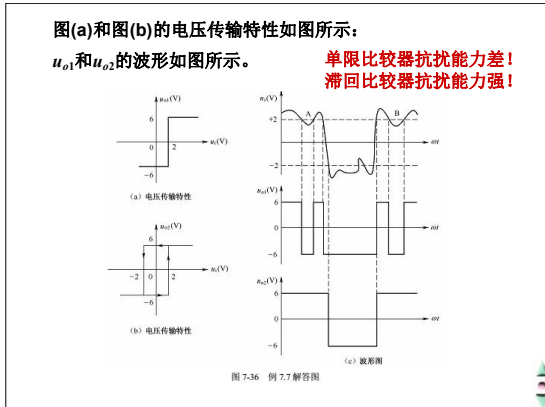 图(a)和图(b)的电压传输特性如图所示：
uo1和uo2的波形如图所示。
单限比较器抗扰能力差！
滞回比较器抗扰能力强！
uo1(V)
6
0
2
ui(V)
−6
(a) 电压传输特性
uo2(V)
6
−2
0
2
ui(V)
−6
(b) 电压传输特性
ui(V)
A
B
+2
ωt
−2
uo1(V)
6
0
ωt
−6
uo2(V)
6
0
ωt
−6
(c) 波形图
图 7-36 例 7.7 解答图